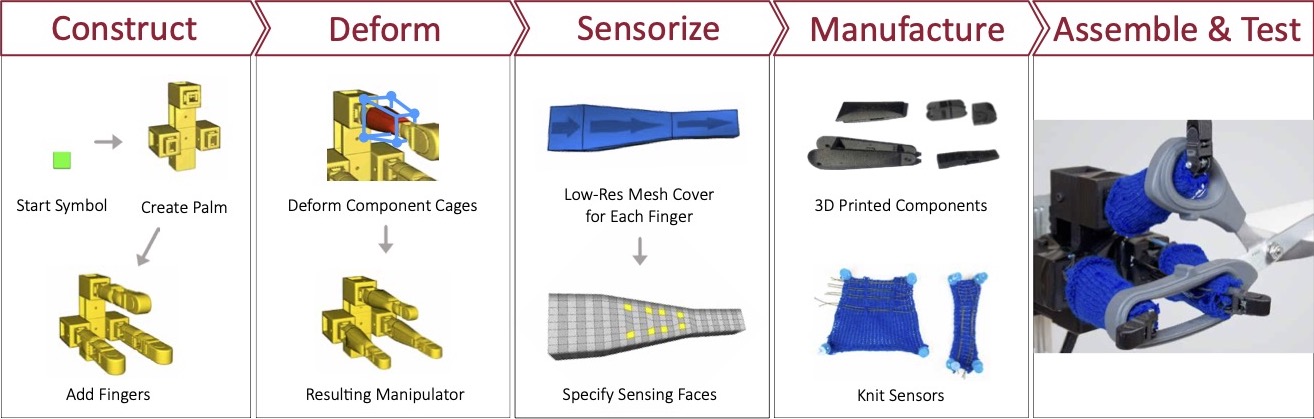 Construct
Deform
Sensorize
Manufacture
Assemble & Test
Start Symbol
Create Palm
Add Fingers
Deform Component Cages
Resulting Manipulator
Low-Res Mesh Cover
for Each Finger
Specify Sensing Faces
3D Printed Components
Knit Sensors